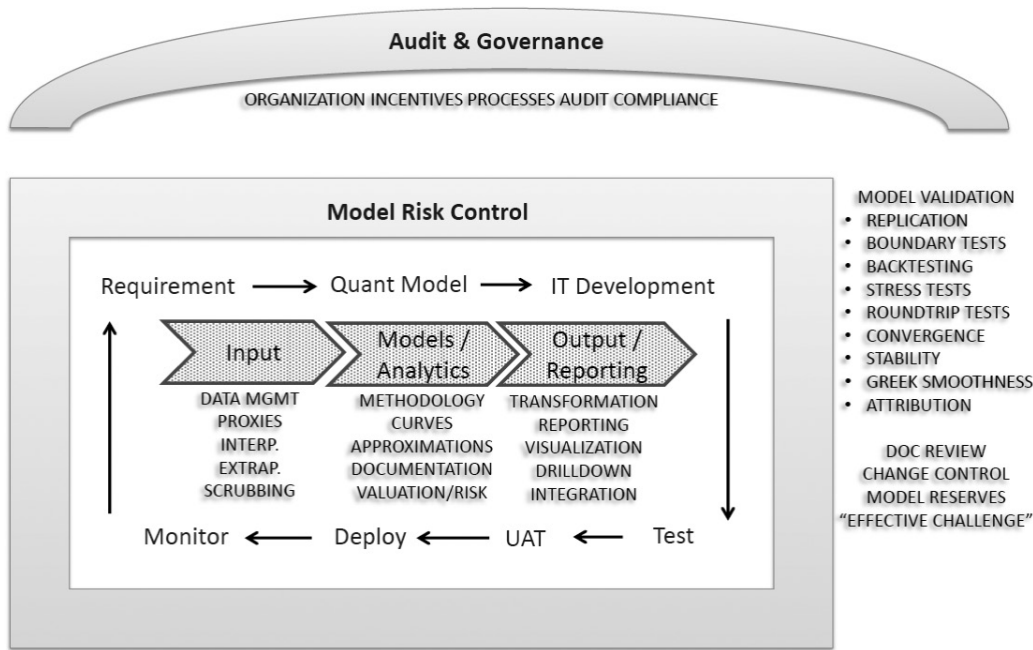 Audit & Governance
ORGANIZATION INCENTIVES PROCESSES AUDIT COMPLIANCE
Model Risk Control
Requirement
Quant Model
IT Development
Input
Models /
Analytics
Output /
Reporting
DATA MGMT
PROXIES
INTERP.
EXTRAP.
SCRUBBING
METHODOLOGY
CURVES
APPROXIMATIONS
DOCUMENTATION
VALUATION/RISK
TRANSFORMATION
REPORTING
VISUALIZATION
DRILLDOWN
INTEGRATION
Monitor
Deploy
UAT
Test
MODEL VALIDATION
• REPLICATION
• BOUNDARY TESTS
• BACKTESTING
• STRESS TESTS
• ROUNDTRIP TESTS
• CONVERGENCE
• STABILITY
• GREEK SMOOTHNESS
• ATTRIBUTION
DOC REVIEW
CHANGE CONTROL
MODEL RESERVES
“EFFECTIVE CHALLENGE”